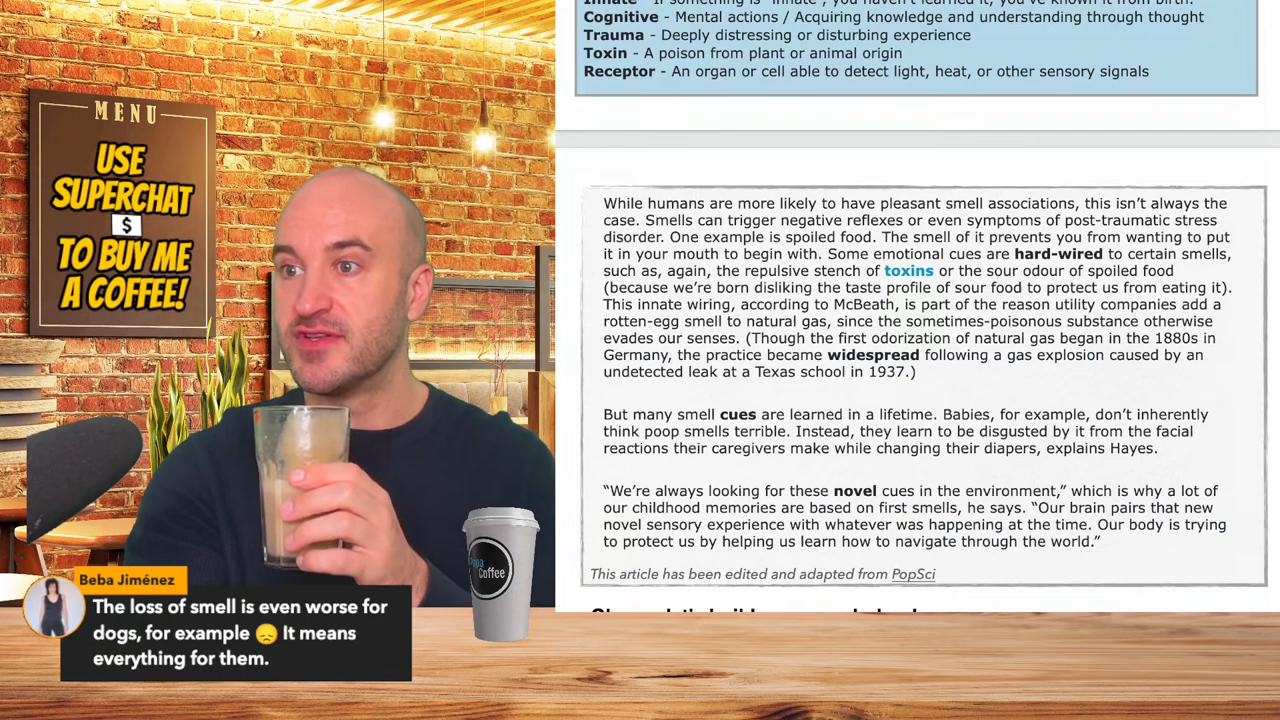 MENU
USE
SUPERCHAT
$
TO BUY ME
A COFFEE!
Cognitive - Mental actions / Acquiring knowledge and understanding through thought
Trauma - Deeply distressing or disturbing experience
Toxin - A poison from plant or animal origin
Receptor - An organ or cell able to detect light, heat, or other sensory signals
While humans are more likely to have pleasant smell associations, this isn’t always the
case. Smells can trigger negative reflexes or even symptoms of post-traumatic stress
disorder. One example is spoiled food. The smell of it prevents you from wanting to put
it in your mouth to begin with. Some emotional cues are hard-wired to certain smells,
such as, again, the repulsive stench of toxins or the sour odour of spoiled food
(because we’re born disliking the taste profile of sour food to protect us from eating it).
This innate wiring, according to McBeath, is part of the reason utility companies add a
rotten-egg smell to natural gas, since the sometimes-poisonous substance otherwise
evades our senses. (Though the first odorization of natural gas began in the 1880s in
Germany, the practice became widespread following a gas explosion caused by an
undetected leak at a Texas school in 1937.)
But many smell cues are learned in a lifetime. Babies, for example, don’t inherently
think poop smells terrible. Instead, they learn to be disgusted by it from the facial
reactions their caregivers make while changing their diapers, explains Hayes.
“We’re always looking for these novel cues in the environment,” which is why a lot of
our childhood memories are based on first smells, he says. “Our brain pairs that new
novel sensory experience with whatever was happening at the time. Our body is trying
to protect us by helping us learn how to navigate through the world.”
This article has been edited and adapted from PopSci
Coffee
Beba Jiménez
The loss of smell is even worse for
dogs, for example 😞 It means
everything for them.